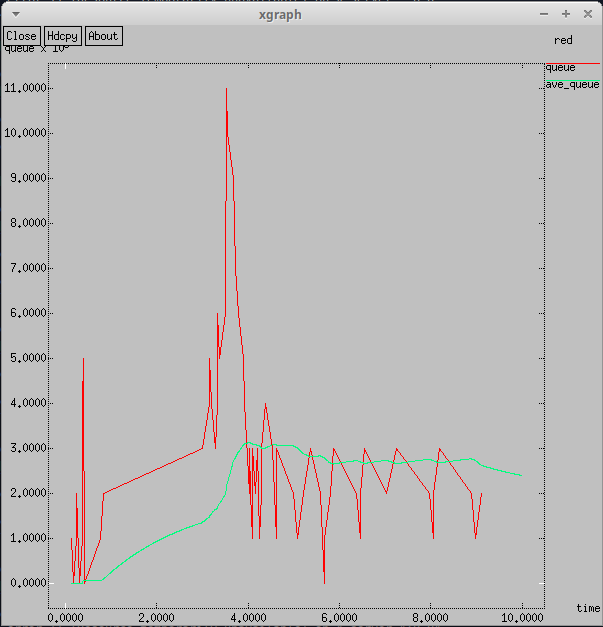 xgraph
Close Hdcpy About
red
queue x 10³
queue
ave_queue
11.0000
10.0000
9.0000
8.0000
7.0000
6.0000
5.0000
4.0000
3.0000
2.0000
1.0000
0.0000
time
0.0000 2.0000 4.0000 6.0000 8.0000 10.0000